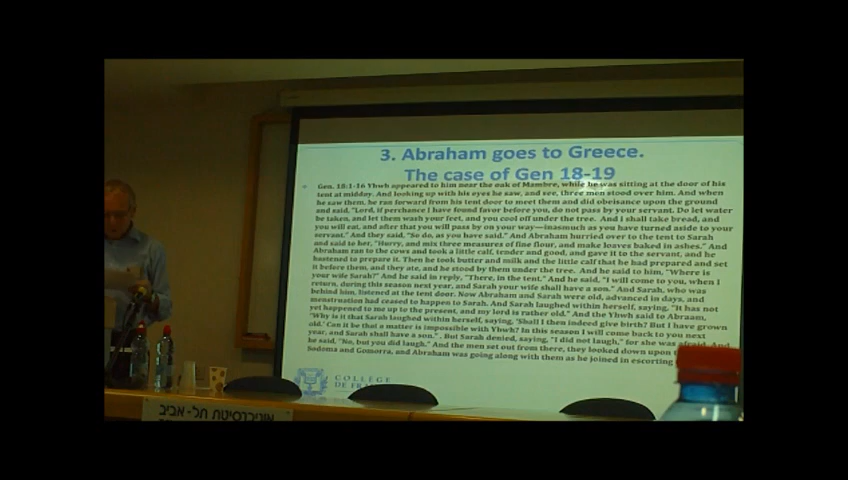 3. Abraham goes to Greece.
The case of Gen 18-19
Gen. 18:1-16 Yhwh appeared to him near the oak of Mambre, while he was sitting at the door of his
tent at midday. And looking up with his eyes he saw, and see, three men stood over him. And when
he saw them, he ran forward from his tent door to meet them and did obeisance upon the ground
and said, "Lord, if perchance I have found favor before you, do not pass by your servant. Do let water
be taken, and let them wash your feet, and you cool off under the tree. And I shall take bread, and
you will eat, and after that you will pass by on your way—inasmuch as you have turned aside to your
servant." And they said, "So do, as you have said." And Abraham hurried over to the tent to Sarah
and said to her, "Hurry, and mix three measures of fine flour, and make loaves baked in ashes." And
Abraham ran to the cows and took a little calf, tender and good, and gave it to the servant, and he
hastened to prepare it. Then he took butter and milk and the little calf that he had prepared and set
it before them, and they ate, and he stood by them under the tree. And he said to him, "Where is
your wife Sarah?" And he said in reply, "There, in the tent." And he said, "I will come to you, when I
return, during this season next year, and Sarah your wife shall have a son." And Sarah, who was
behind him, listened at the tent door. Now Abraham and Sarah were old, advanced in days, and
menstruation had ceased to happen to Sarah. And Sarah laughed within herself, saying, "It has not
yet happened to me up to the present, and my lord is rather old." And the Yhwh said to Abraam,
"Why is it that Sarah laughed within herself, saying, 'Shall I then indeed give birth? But I have grown
old.' Can it be that a matter is impossible with Yhwh? In this season I will come back to you next
year, and Sarah shall have a son." . But Sarah denied, saying, "I did not laugh," for she was afraid. And
he said, "No, but you did laugh." And the men set out from there, they looked down upon
Sodoma and Gomorra, and Abraham was going along with them as he joined in escorting
COLLÈGE
DE
אוניברסיטת תל-אביב